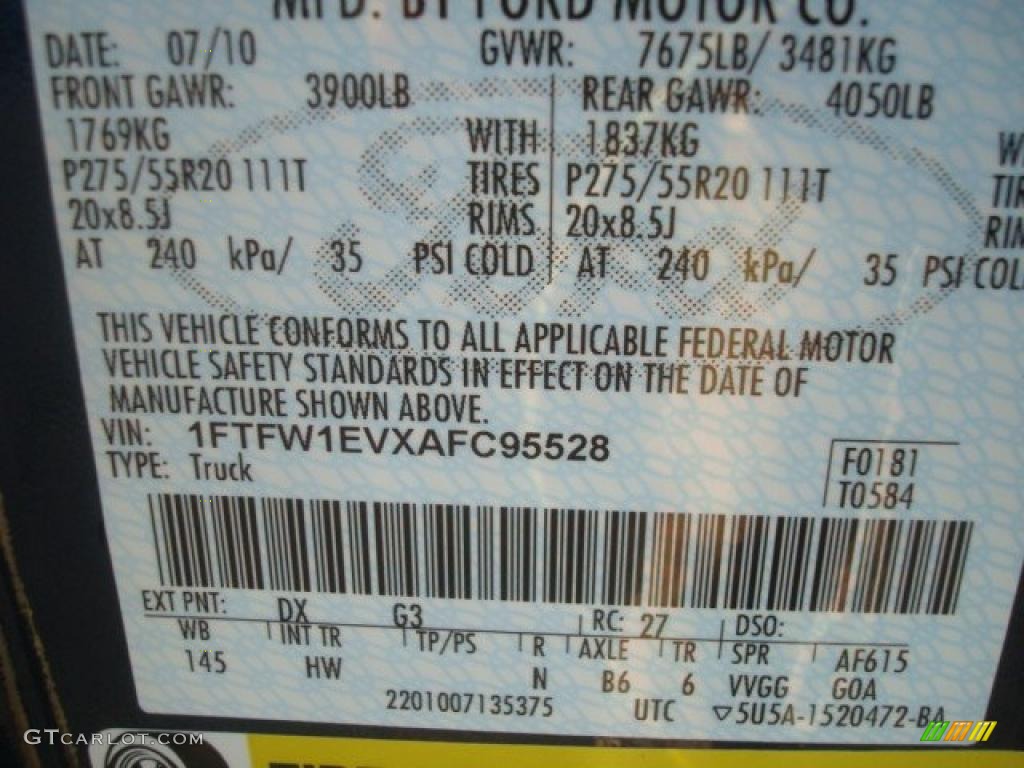 MFD. BY FORD MOTOR CO.
DATE: 07/10 GVWR: 7675LB/ 3481KG
FRONT GAWR: 3900LB REAR GAWR: 4050LB
1769KG WITH 1837KG
P275/55R20 111T TIRES P275/55R20 111T
20x8.5J RIMS 20x8.5J
AT 240 kPa/ 35 PSI COLD AT 240 kPa/ 35 PSI COL
THIS VEHICLE CONFORMS TO ALL APPLICABLE FEDERAL MOTOR
VEHICLE SAFETY STANDARDS IN EFFECT ON THE DATE OF
MANUFACTURE SHOWN ABOVE.
VIN: 1FTFW1EVXAFC95528
TYPE: Truck
F0181
T0584
EXT PNT: DX G3 RC: 27 DSO:
WB INT TR TP/PS R AXLE TR SPR AF615
145 HW N B6 6 VVGG GOA
2201007135375 UTC ▽5U5A-1520472-BA
GTCARLOT.COM